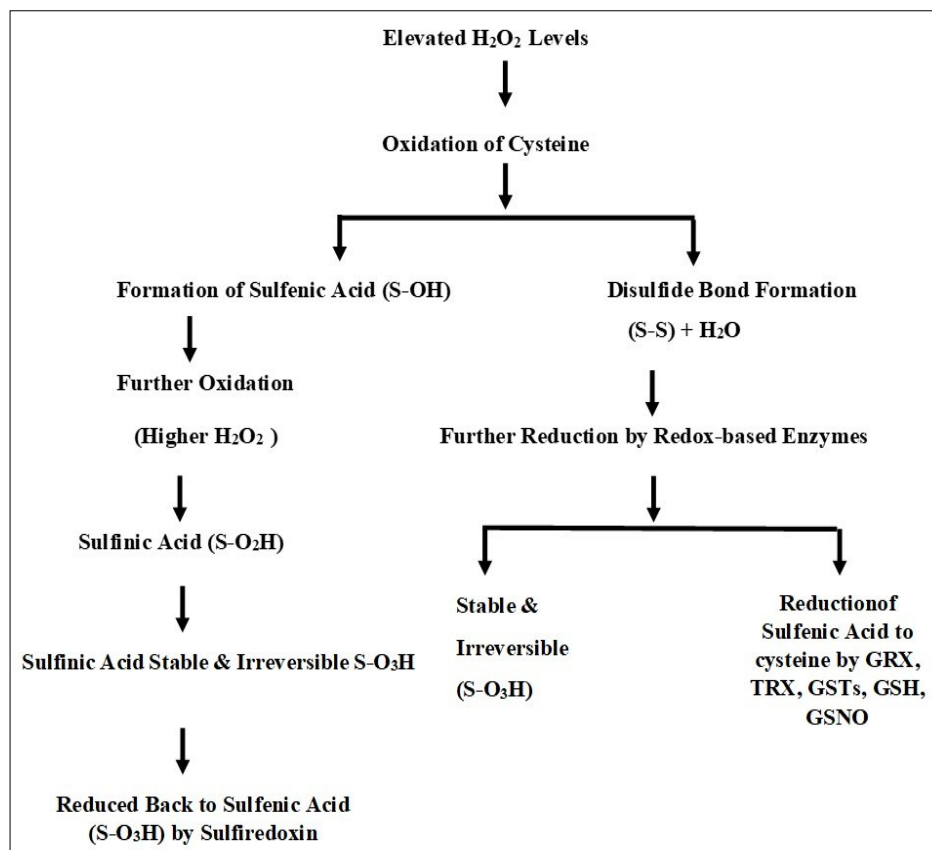 Elevated H₂O₂ Levels
Oxidation of Cysteine
Formation of Sulfenic Acid (S-OH)
Further Oxidation
(Higher H₂O₂ )
Sulfinic Acid (S-O₂H)
Sulfinic Acid Stable & Irreversible S-O₃H
Reduced Back to Sulfenic Acid
(S-O₃H) by Sulfiredoxin
Disulfide Bond Formation
(S-S) + H₂O
Further Reduction by Redox-based Enzymes
Stable &
Irreversible
(S-O₃H)
Reductionof
Sulfenic Acid to
cysteine by GRX,
TRX, GSTs, GSH,
GSNO